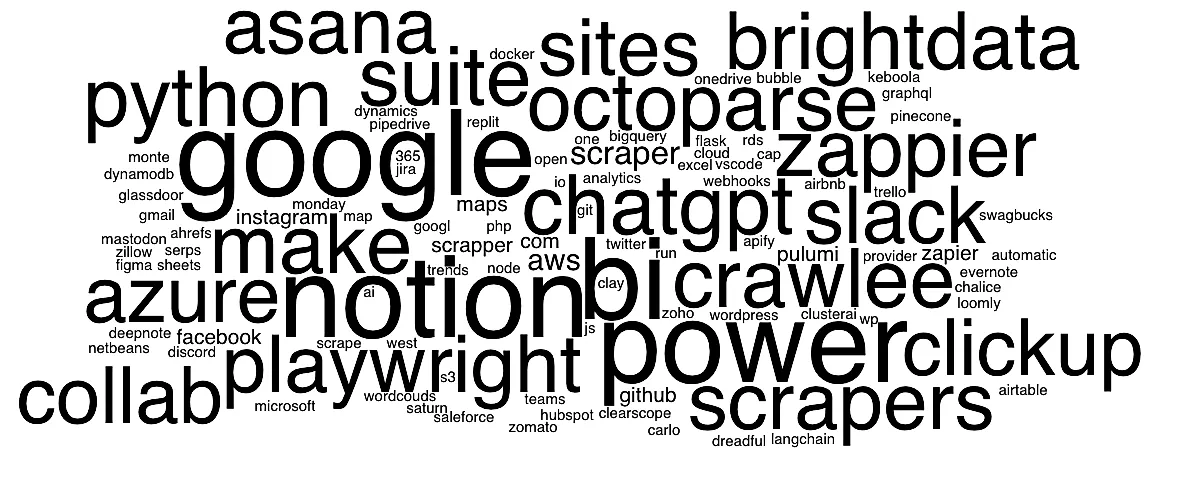 asana
sites
brightdata
docker
suite
python
onedrive bubble
keboola
graphql
octoparse
dynamics
pipedrive
replit
pinecone
google
one
bigquery
flask
rds
zappier
monte
365
jira
open
scraper
cloud
cap
excel
vscode
dynamodb
io
analytics
webhooks
airbnb
trello
glassdoor
monday
maps
chatgpt
git
slack
swagbucks
gmail
instagram
map
googl
php
mastodon
ahrefs
make
scrapper
com
twitter
apify
zillow
serps
run
pulumi
provider
zapier
automatic
figma
sheets
trends
node
aws
bi
clay
crawlee
evernote
chalice
loomly
azure
notion
ai
zoho
wordpress
clusterai
wp
js
deepnote
facebook
power
clickup
netbeans
discord
scrape
west
playwright
s3
collab
microsoft
wordcouds
saturn
saleforce
teams
github
scrapers
airtable
hubspot
clearscope
zomato
carlo
dreadful
langchain